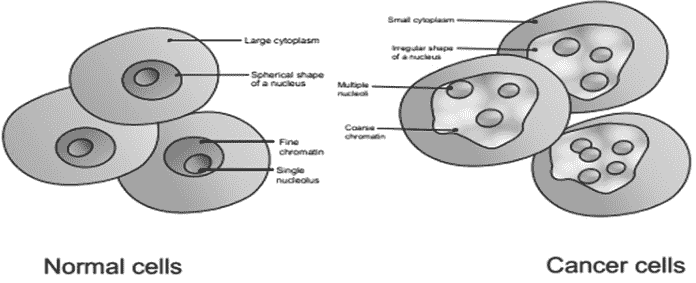 Large cytoplasm
Spherical shape
of a nucleus
Fine
chromatin
Single
nucleolus
Normal cells
Small cytoplasm
Irregular shape
of a nucleus
Multiple
nucleoli
Coarse
chromatin
Cancer cells